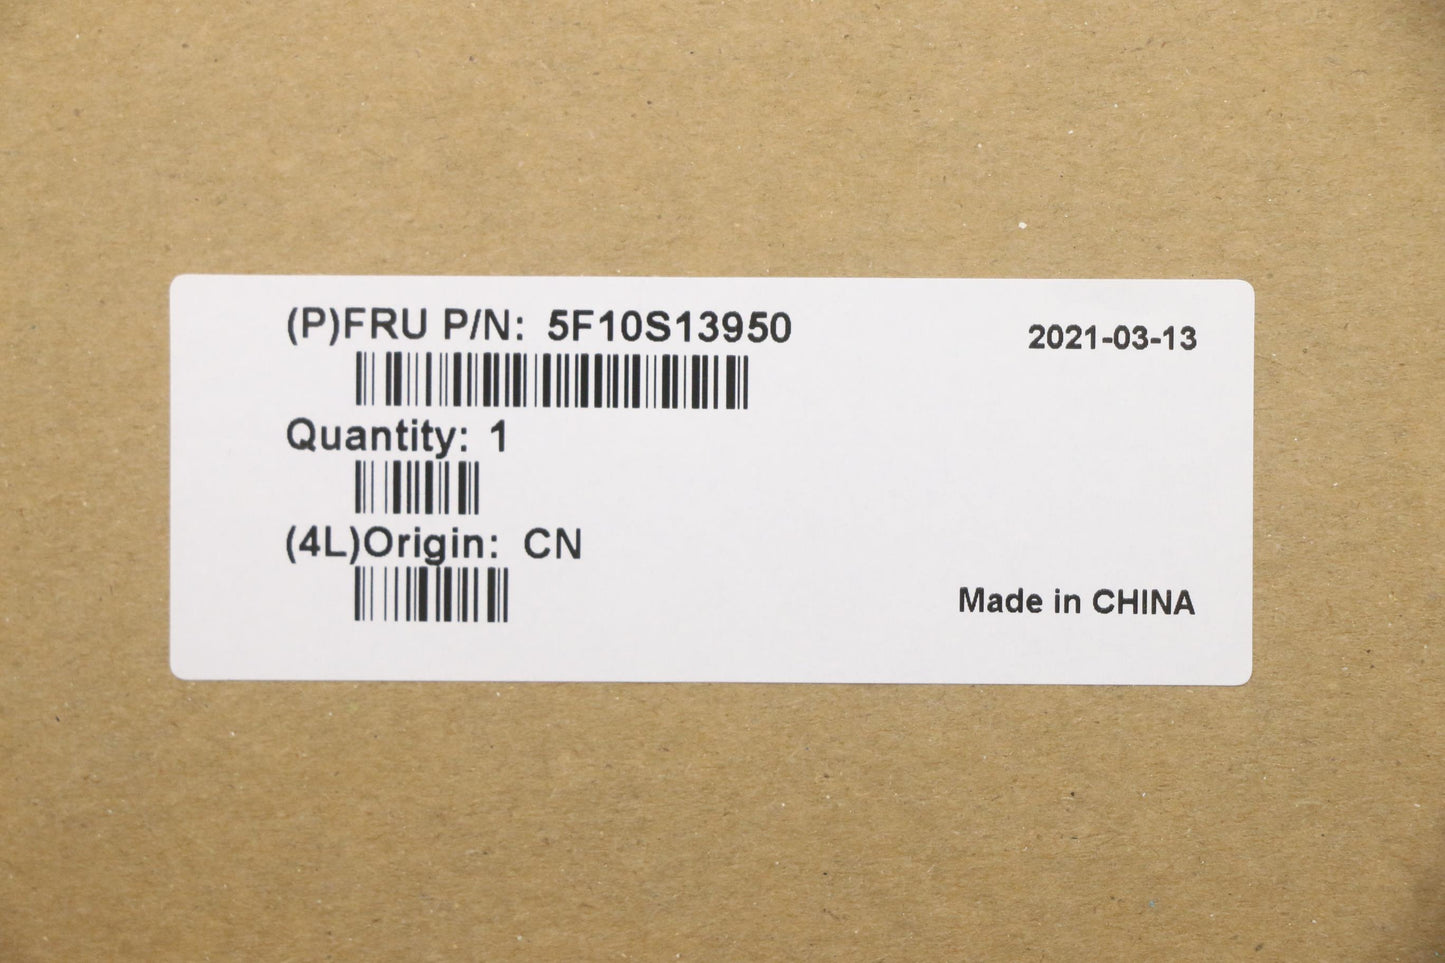 (P)FRU P/N: 5F10S13950
2021-03-13
Quantity: 1
(4L)Origin: CN
Made in CHINA